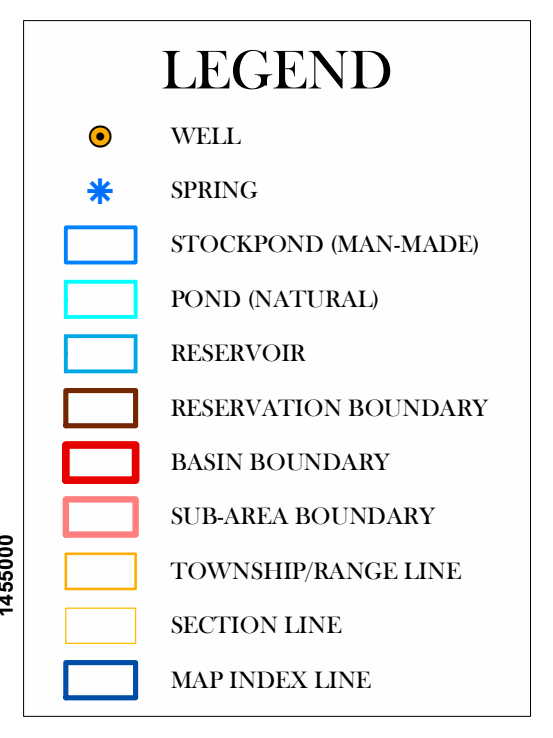 LEGEND
WELL
SPRING
STOCKPOND (MAN-MADE)
POND (NATURAL)
RESERVOIR
RESERVATION BOUNDARY
BASIN BOUNDARY
SUB-AREA BOUNDARY
TOWNSHIP/RANGE LINE
SECTION LINE
MAP INDEX LINE
1455000